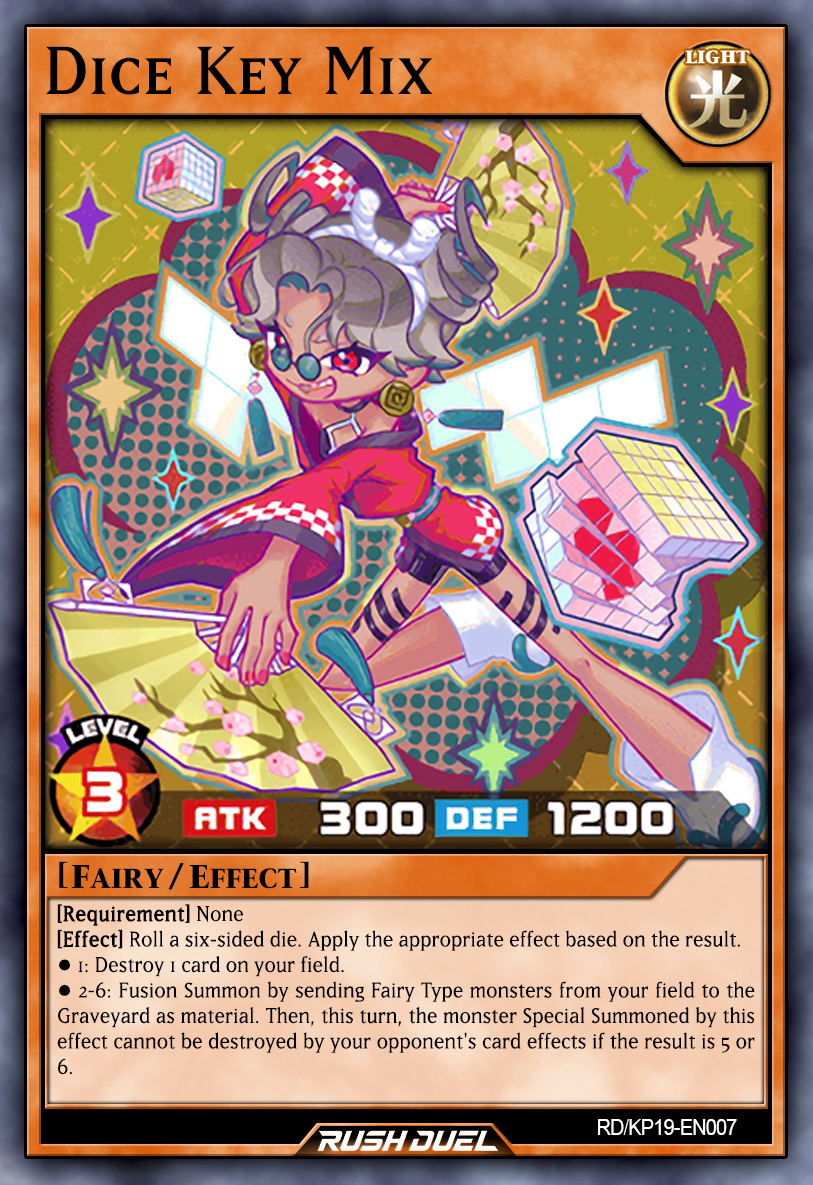 DICE KEY MIX
LIGHT
光
LEVEL
3
ATK 300 DEF 1200
[FAIRY/EFFECT]
[Requirement] None
[Effect] Roll a six-sided die. Apply the appropriate effect based on the result.
● 1: Destroy 1 card on your field.
● 2-6: Fusion Summon by sending Fairy Type monsters from your field to the
Graveyard as material. Then, this turn, the monster Special Summoned by this
effect cannot be destroyed by your opponent's card effects if the result is 5 or
6.
RD/KP19-EN007
RUSH DUEL